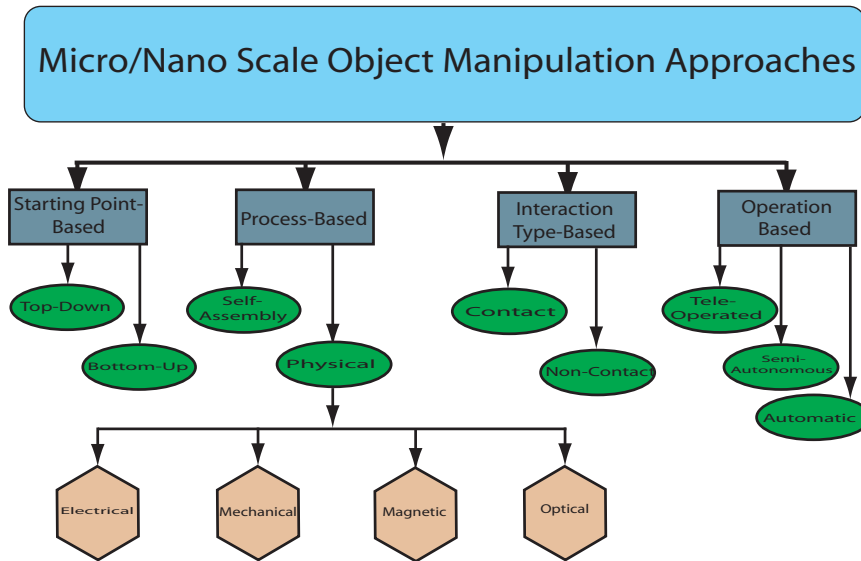 Micro/Nano Scale Object Manipulation Approaches
Starting Point-
Based
Process-Based
Interaction
Type-Based
Operation
Based
Top-Down
Bottom-Up
Self-
Assembly
Physical
Contact
Non-Contact
Tele-
Operated
Semi-
Autonomous
Automatic
Electrical
Mechanical
Magnetic
Optical